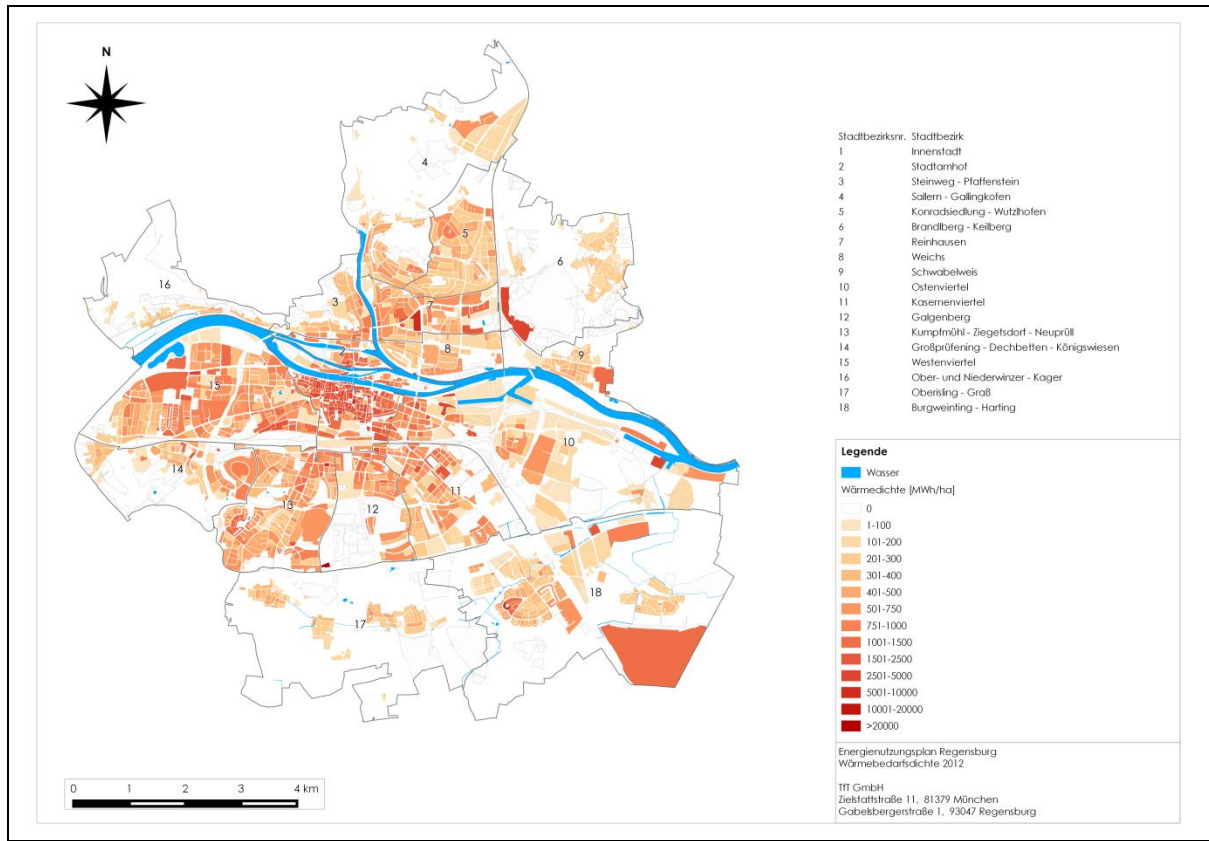 N
4
5
6
16
3
7
2
8
9
15
1
10
14
11
13
12
18
17
0 1 2 3 4 km
Stadtbezirksnr. Stadtbezirk
1 Innenstadt
2 Stadtamhof
3 Steinweg - Pfaffenstein
4 Sallern - Gallingkofen
5 Konradsiedlung - Wutzlhofen
6 Brandlberg - Keilberg
7 Reinhausen
8 Weichs
9 Schwabelweis
10 Ostenviertel
11 Kasernenviertel
12 Galgenberg
13 Kumpfmühl - Ziegetsdorf - Neuprüll
14 Großprüfening - Dechbetten - Königswiesen
15 Westenviertel
16 Ober- und Niederwinzer - Kager
17 Oberisling - Graß
18 Burgweinting - Harting
Legende
Wasser
Wärmedichte [MWh/ha]
0
1-100
101-200
201-300
301-400
401-500
501-750
751-1000
1001-1500
1501-2500
2501-5000
5001-10000
10001-20000
>20000
Energienutzungsplan Regensburg
Wärmebedarfsdichte 2012
TfT GmbH
Zielstattstraße 11, 81379 München
Gabelsbergerstraße 1, 93047 Regensburg